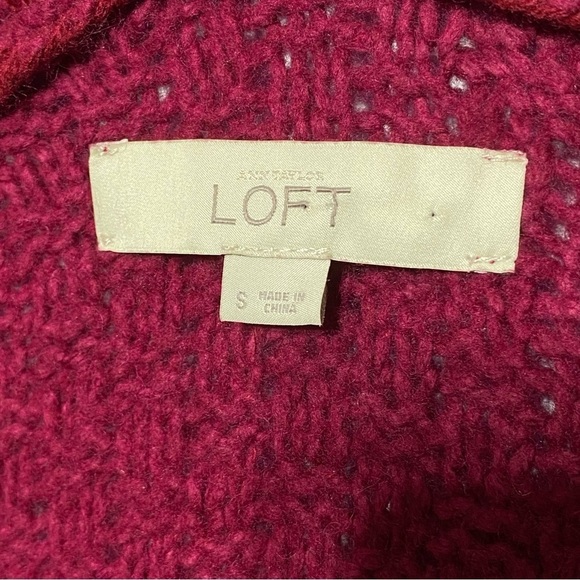 ANN TAYLOR
LOFT
S MADE IN
CHINA